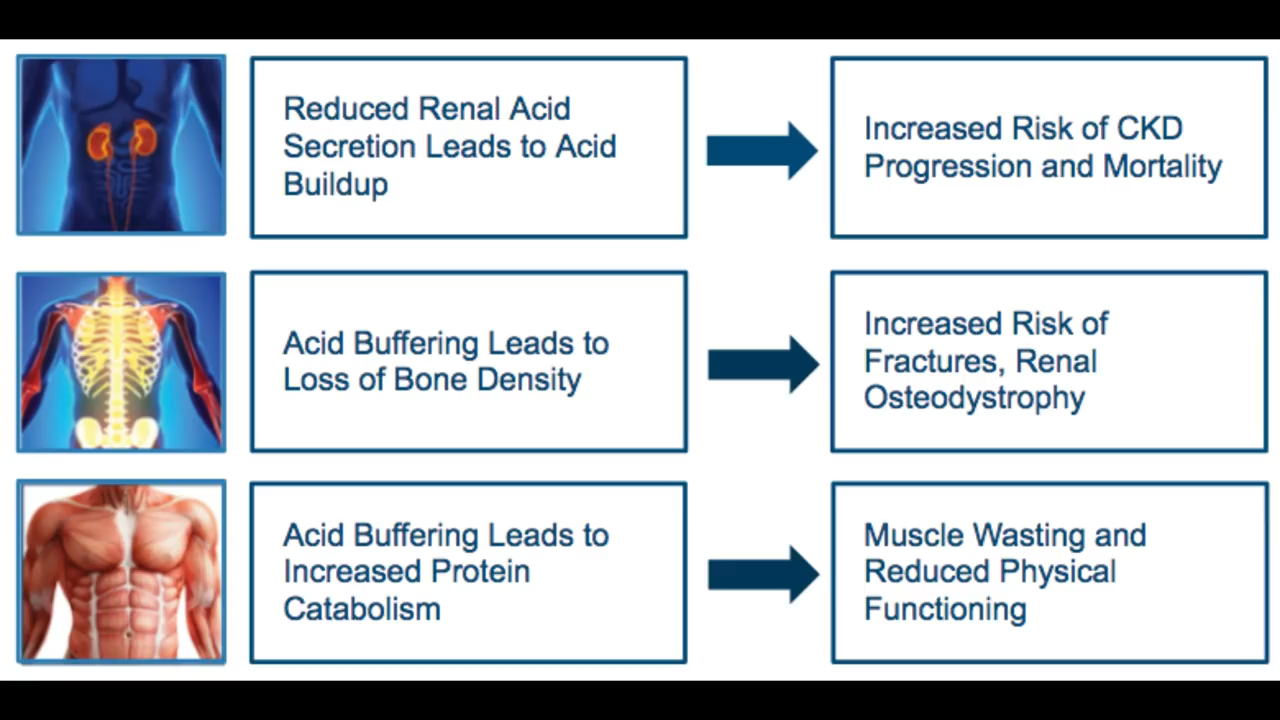 Reduced Renal Acid
Secretion Leads to Acid
Buildup
Increased Risk of CKD
Progression and Mortality
Acid Buffering Leads to
Loss of Bone Density
Increased Risk of
Fractures, Renal
Osteodystrophy
Acid Buffering Leads to
Increased Protein
Catabolism
Muscle Wasting and
Reduced Physical
Functioning